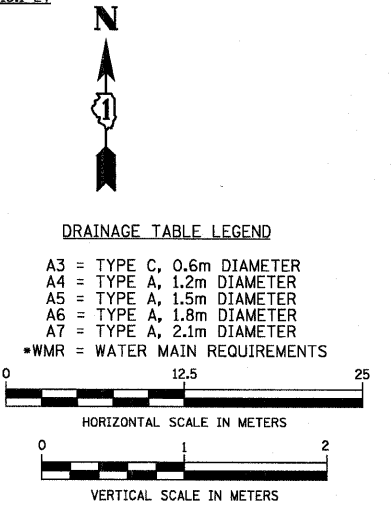 N
1
DRAINAGE TABLE LEGEND
A3 = TYPE C, 0.6m DIAMETER
A4 = TYPE A, 1.2m DIAMETER
A5 = TYPE A, 1.5m DIAMETER
A6 = TYPE A, 1.8m DIAMETER
A7 = TYPE A, 2.1m DIAMETER
*WMR = WATER MAIN REQUIREMENTS
0 12.5 25
HORIZONTAL SCALE IN METERS
0 1 2
VERTICAL SCALE IN METERS